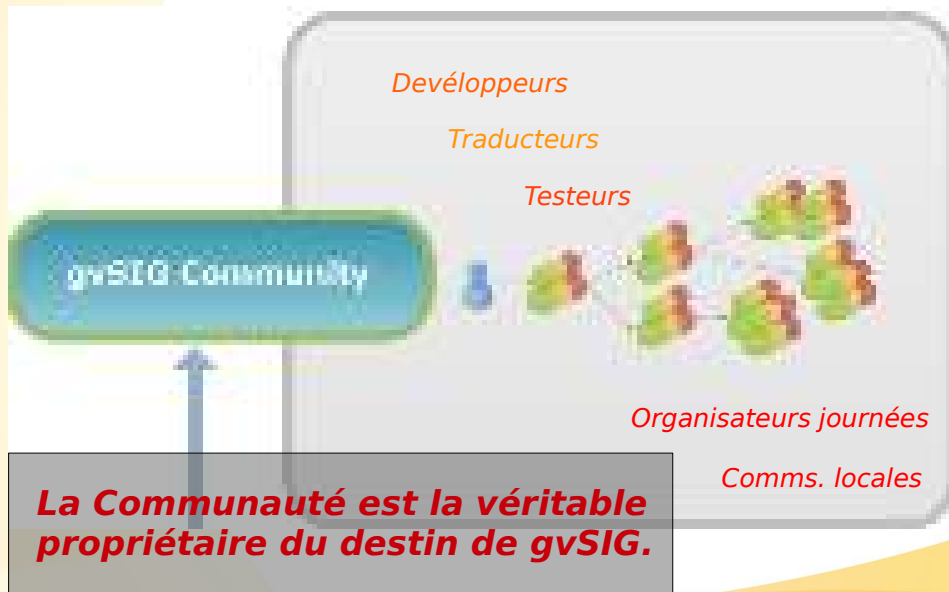 Devéloppeurs
Traducteurs
Testeurs
gvSIG Community
Organisateurs journées
Comms. locales
La Communauté est la véritable
propriétaire du destin de gvSIG.